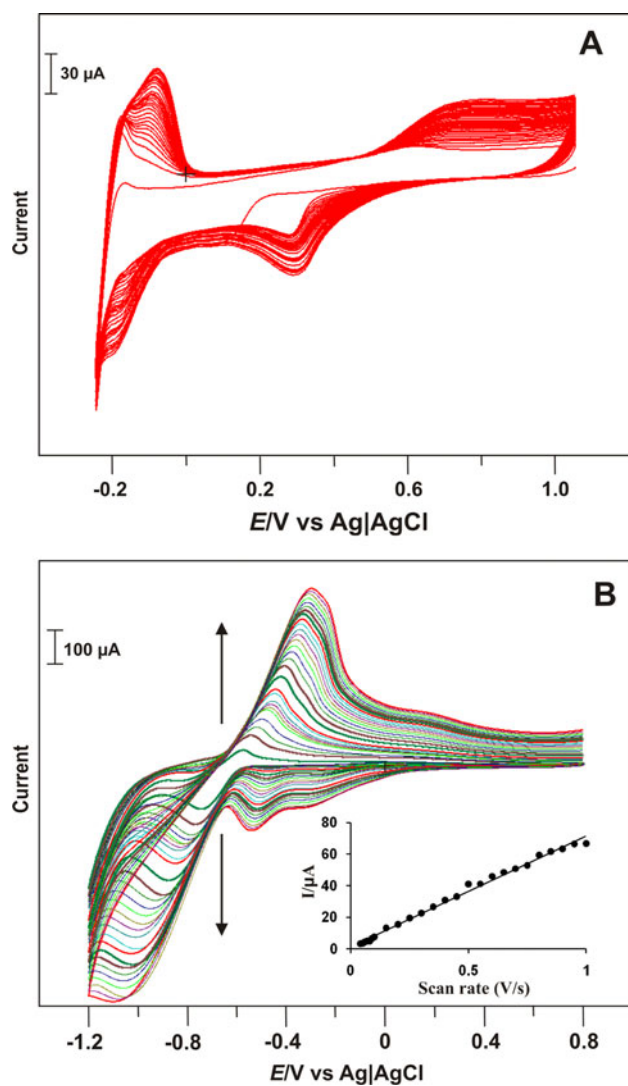 A
30 µA
Current
-0.2 0.2 0.6 1.0
E/V vs Ag|AgCl
B
100 µA
Current
80
60
40
20
0
I/µA
0 0.5 1
Scan rate (V/s)
-1.2 -0.8 -0.4 0 0.4 0.8
E/V vs Ag|AgCl